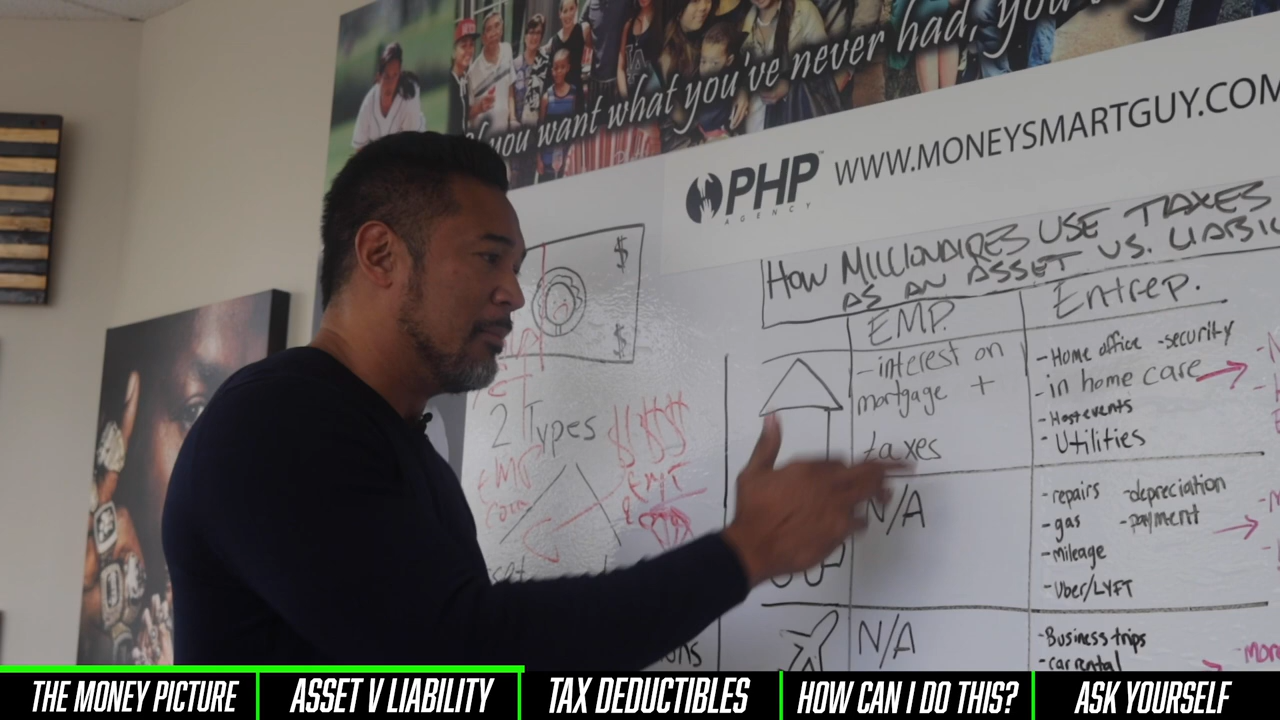 If you want what you've never had, you
PHP
AGENCY
WWW.MONEYSMARTGUY.COM
HOW MILLIONAIRES USE TAXES
AS AN ASSET VS.
$
$
EMP.
Entrep.
-interest on
mortgage +
taxes
-Home office -security
-in home care
-Host events
-Utilities
2 Types
N/A
-repairs -depreciation
-gas -payment
-mileage
-Uber/LYFT
N/A
-Business trips
-car rental
THE MONEY PICTURE
ASSET V LIABILITY
TAX DEDUCTIBLES
HOW CAN I DO THIS?
ASK YOURSELF